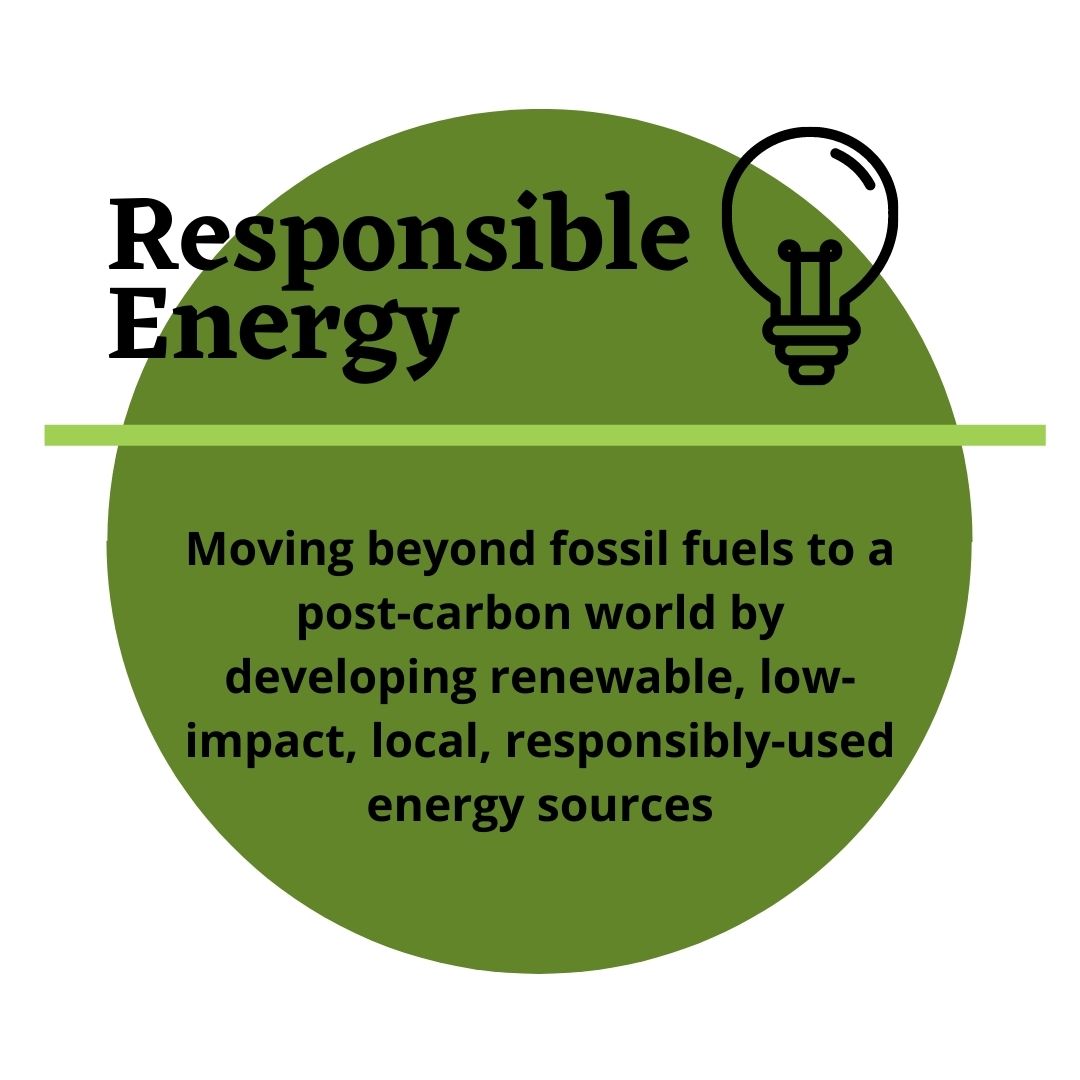 Responsible
Energy
Moving beyond fossil fuels to a
post-carbon world by
developing renewable, low-
impact, local, responsibly-used
energy sources